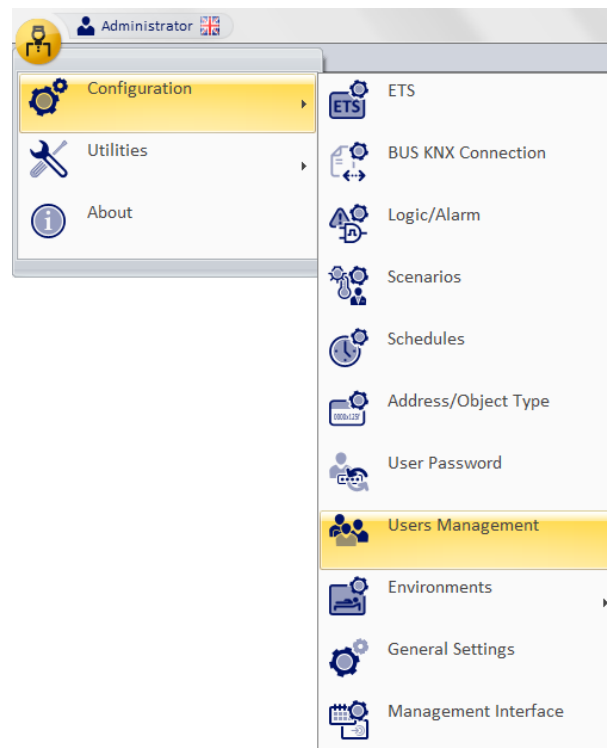 Administrator
Configuration
Utilities
About
ETS
ETS
BUS KNX Connection
Logic/Alarm
Scenarios
Schedules
Address/Object Type
User Password
Users Management
Environments
General Settings
Management Interface